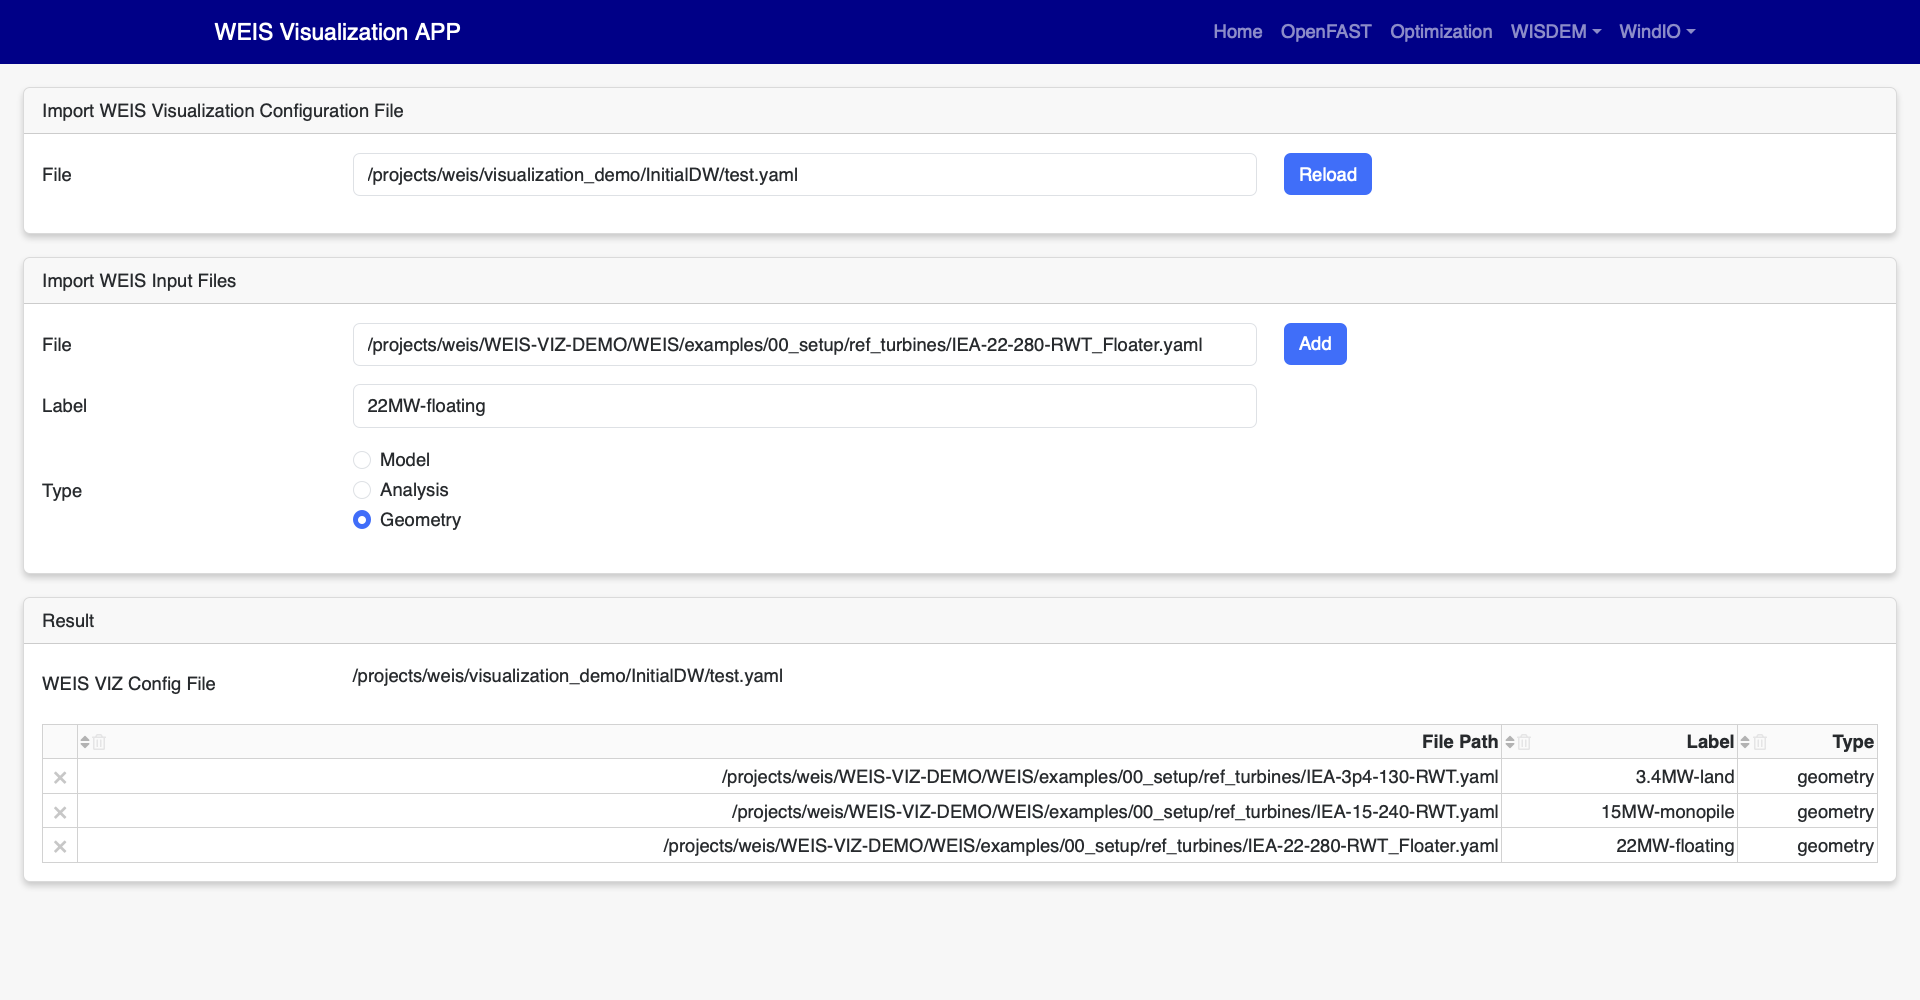 WEIS Visualization APP
Home OpenFAST Optimization WISDEM WindIO
Import WEIS Visualization Configuration File
File /projects/weis/visualization_demo/InitialDW/test.yaml Reload
Import WEIS Input Files
File /projects/weis/WEIS-VIZ-DEMO/WEIS/examples/00_setup/ref_turbines/IEA-22-280-RWT_Floater.yaml Add
Label 22MW-floating
Type
Model
Analysis
Geometry
Result
WEIS VIZ Config File /projects/weis/visualization_demo/InitialDW/test.yaml
File Path Label Type
/projects/weis/WEIS-VIZ-DEMO/WEIS/examples/00_setup/ref_turbines/IEA-3p4-130-RWT.yaml 3.4MW-land geometry
/projects/weis/WEIS-VIZ-DEMO/WEIS/examples/00_setup/ref_turbines/IEA-15-240-RWT.yaml 15MW-monopile geometry
/projects/weis/WEIS-VIZ-DEMO/WEIS/examples/00_setup/ref_turbines/IEA-22-280-RWT_Floater.yaml 22MW-floating geometry